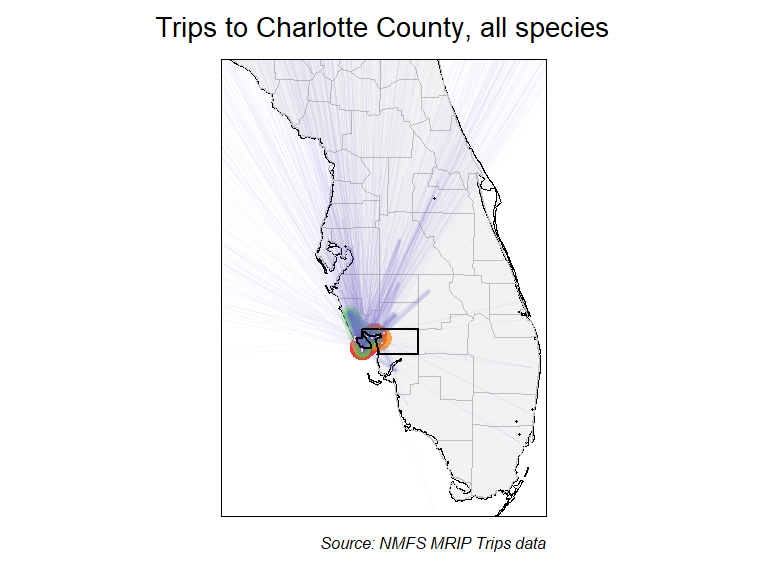 Trips to Charlotte County, all species
Source: NMFS MRIP Trips data